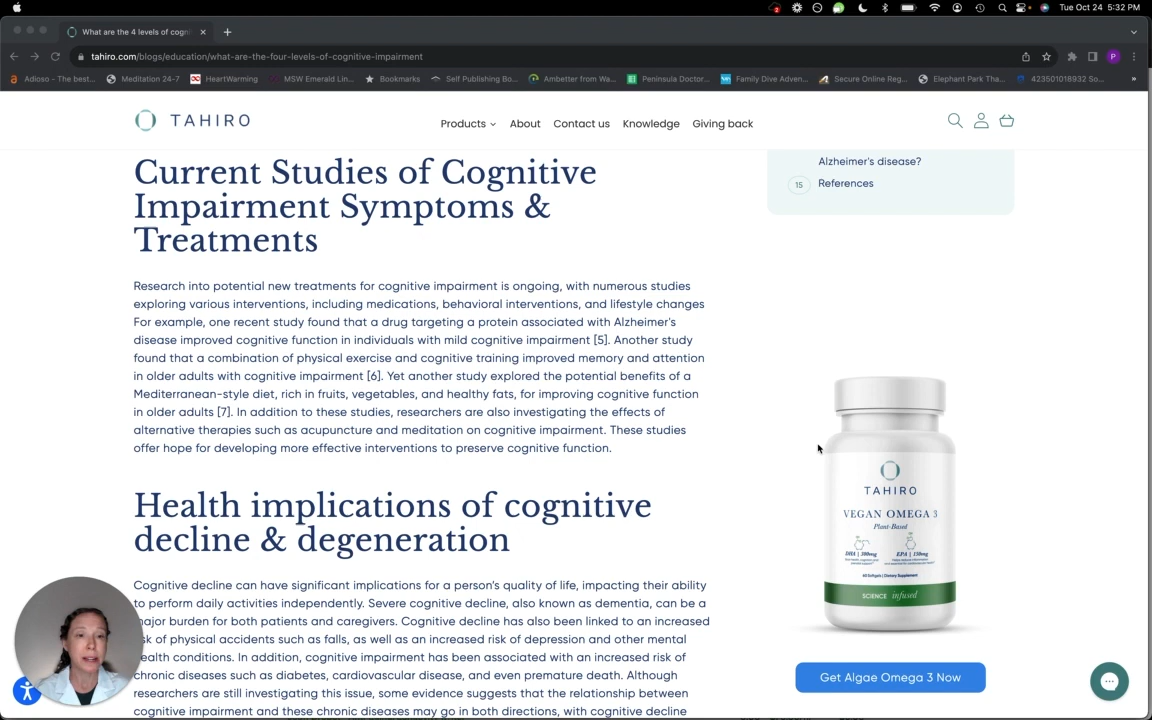 Tue Oct 24 5:32 PM
What are the 4 levels of cogni
tahiro.com/blogs/education/what-are-the-four-levels-of-cognitive-impairment
P
Adioso - The best...
Meditation 24-7
HeartWarming
MSW Emerald Lin...
Bookmarks
Self Publishing Bo...
Ambetter from Wa...
Peninsula Doctor...
Family Dive Adven...
Secure Online Reg...
Elephant Park Tha...
423501018932 So...
»
TAHIRO
Products
About
Contact us
Knowledge
Giving back
Current Studies of Cognitive
Impairment Symptoms &
Treatments
Research into potential new treatments for cognitive impairment is ongoing, with numerous studies
exploring various interventions, including medications, behavioral interventions, and lifestyle changes
For example, one recent study found that a drug targeting a protein associated with Alzheimer's
disease improved cognitive function in individuals with mild cognitive impairment [5]. Another study
found that a combination of physical exercise and cognitive training improved memory and attention
in older adults with cognitive impairment [6]. Yet another study explored the potential benefits of a
Mediterranean-style diet, rich in fruits, vegetables, and healthy fats, for improving cognitive function
in older adults [7]. In addition to these studies, researchers are also investigating the effects of
alternative therapies such as acupuncture and meditation on cognitive impairment. These studies
offer hope for developing more effective interventions to preserve cognitive function.
Health implications of cognitive
decline & degeneration
Cognitive decline can have significant implications for a person's quality of life, impacting their ability
to perform daily activities independently. Severe cognitive decline, also known as dementia, can be a
major burden for both patients and caregivers. Cognitive decline has also been linked to an increased
risk of physical accidents such as falls, as well as an increased risk of depression and other mental
health conditions. In addition, cognitive impairment has been associated with an increased risk of
chronic diseases such as diabetes, cardiovascular disease, and even premature death. Although
researchers are still investigating this issue, some evidence suggests that the relationship between
cognitive impairment and these chronic diseases may go in both directions, with cognitive decline
Alzheimer's disease?
15
References
TAHIRO
VEGAN OMEGA 3
Plant-Based
DHA | 300mg
EPA | 150mg
60 Softgels | Dietary Supplement
SCIENCE infused
Get Algae Omega 3 Now